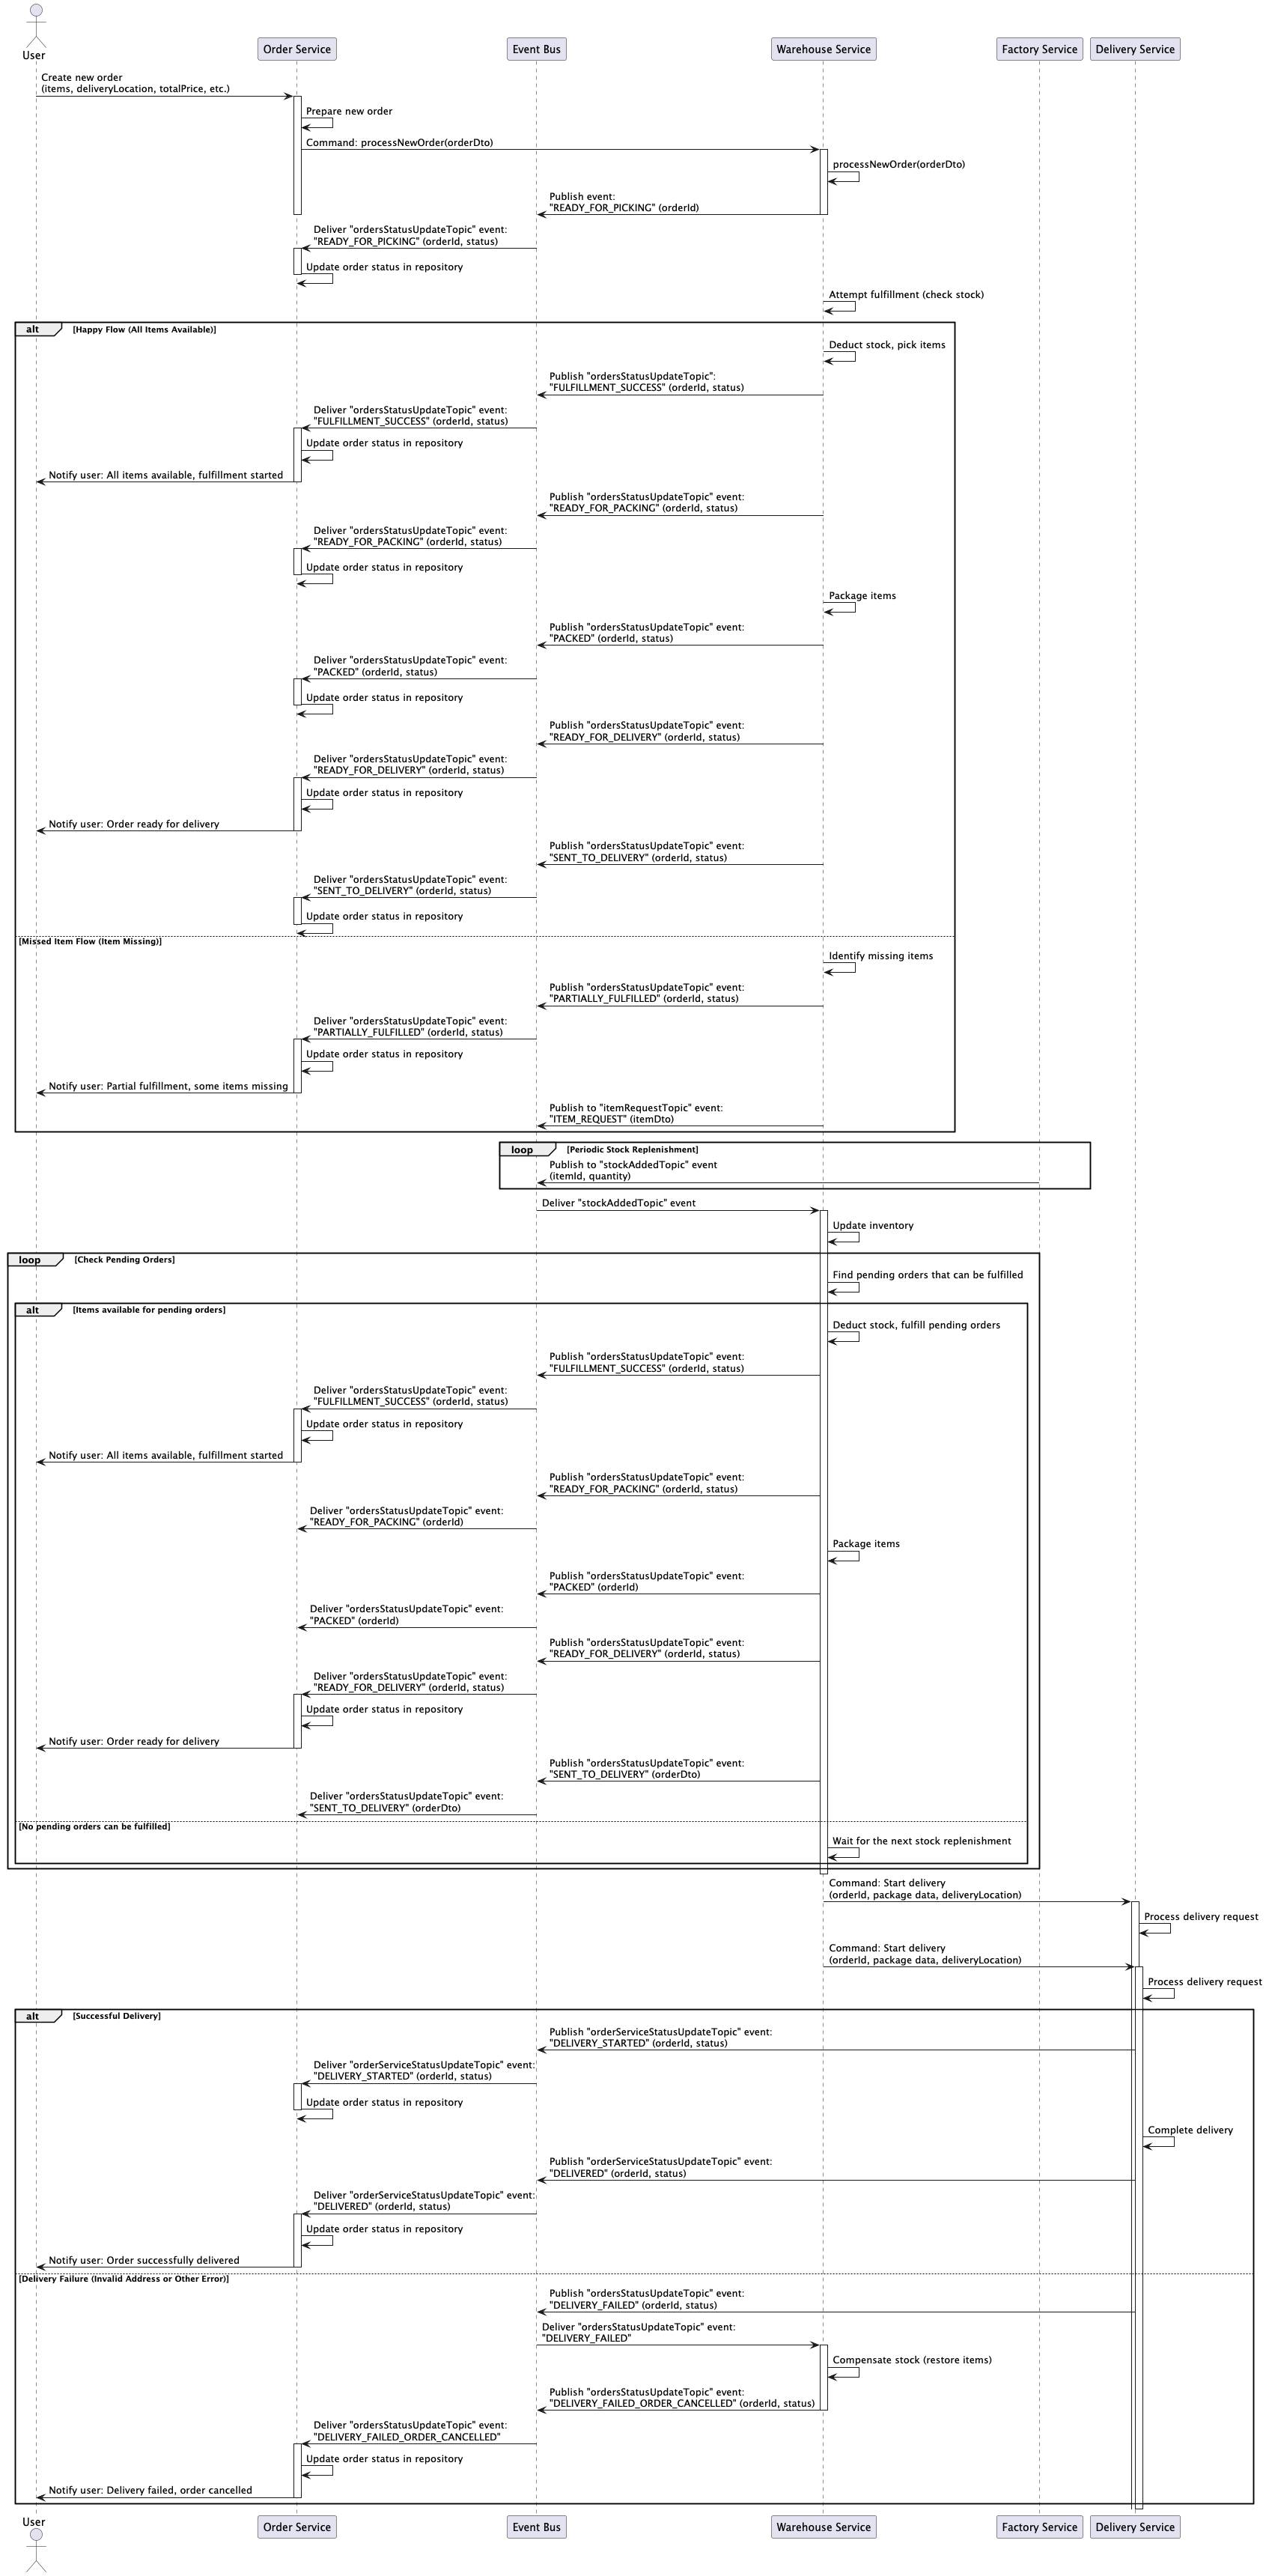 User
Order Service
Event Bus
Warehouse Service
Factory Service
Delivery Service
Create new order
(items, deliveryLocation, totalPrice, etc.)
Prepare new order
Command: processNewOrder(orderDto)
processNewOrder(orderDto)
Publish event:
"READY_FOR_PICKING" (orderId)
Deliver "ordersStatusUpdateTopic" event:
"READY_FOR_PICKING" (orderId, status)
Update order status in repository
Attempt fulfillment (check stock)
alt
[Happy Flow (All Items Available)]
Deduct stock, pick items
Publish "ordersStatusUpdateTopic":
"FULFILLMENT_SUCCESS" (orderId, status)
Deliver "ordersStatusUpdateTopic" event:
"FULFILLMENT_SUCCESS" (orderId, status)
Update order status in repository
Notify user: All items available, fulfillment started
Publish "ordersStatusUpdateTopic" event:
"READY_FOR_PACKING" (orderId, status)
Deliver "ordersStatusUpdateTopic" event:
"READY_FOR_PACKING" (orderId, status)
Update order status in repository
Package items
Publish "ordersStatusUpdateTopic" event:
"PACKED" (orderId, status)
Deliver "ordersStatusUpdateTopic" event:
"PACKED" (orderId, status)
Update order status in repository
Publish "ordersStatusUpdateTopic" event:
"READY_FOR_DELIVERY" (orderId, status)
Deliver "ordersStatusUpdateTopic" event:
"READY_FOR_DELIVERY" (orderId, status)
Update order status in repository
Notify user: Order ready for delivery
Publish "ordersStatusUpdateTopic" event:
"SENT_TO_DELIVERY" (orderId, status)
Deliver "ordersStatusUpdateTopic" event:
"SENT_TO_DELIVERY" (orderId, status)
Update order status in repository
[Missed Item Flow (Item Missing)]
Identify missing items
Publish "ordersStatusUpdateTopic" event:
"PARTIALLY_FULFILLED" (orderId, status)
Deliver "ordersStatusUpdateTopic" event:
"PARTIALLY_FULFILLED" (orderId, status)
Update order status in repository
Notify user: Partial fulfillment, some items missing
Publish to "itemRequestTopic" event:
"ITEM_REQUEST" (itemDto)
loop
[Periodic Stock Replenishment]
Publish to "stockAddedTopic" event
(itemId, quantity)
Deliver "stockAddedTopic" event
Update inventory
loop
[Check Pending Orders]
Find pending orders that can be fulfilled
alt
[Items available for pending orders]
Deduct stock, fulfill pending orders
Publish "ordersStatusUpdateTopic" event:
"FULFILLMENT_SUCCESS" (orderId, status)
Deliver "ordersStatusUpdateTopic" event:
"FULFILLMENT_SUCCESS" (orderId, status)
Update order status in repository
Notify user: All items available, fulfillment started
Publish "ordersStatusUpdateTopic" event:
"READY_FOR_PACKING" (orderId, status)
Deliver "ordersStatusUpdateTopic" event:
"READY_FOR_PACKING" (orderId)
Package items
Publish "ordersStatusUpdateTopic" event:
"PACKED" (orderId)
Deliver "ordersStatusUpdateTopic" event:
"PACKED" (orderId)
Publish "ordersStatusUpdateTopic" event:
"READY_FOR_DELIVERY" (orderId, status)
Deliver "ordersStatusUpdateTopic" event:
"READY_FOR_DELIVERY" (orderId, status)
Update order status in repository
Notify user: Order ready for delivery
Publish "ordersStatusUpdateTopic" event:
"SENT_TO_DELIVERY" (orderDto)
Deliver "ordersStatusUpdateTopic" event:
"SENT_TO_DELIVERY" (orderDto)
[No pending orders can be fulfilled]
Wait for the next stock replenishment
Command: Start delivery
(orderId, package data, deliveryLocation)
Process delivery request
Command: Start delivery
(orderId, package data, deliveryLocation)
Process delivery request
alt
[Successful Delivery]
Publish "orderServiceStatusUpdateTopic" event:
"DELIVERY_STARTED" (orderId, status)
Deliver "orderServiceStatusUpdateTopic" event:
"DELIVERY_STARTED" (orderId, status)
Update order status in repository
Complete delivery
Publish "orderServiceStatusUpdateTopic" event:
"DELIVERED" (orderId, status)
Deliver "orderServiceStatusUpdateTopic" event:
"DELIVERED" (orderId, status)
Update order status in repository
Notify user: Order successfully delivered
[Delivery Failure (Invalid Address or Other Error)]
Publish "ordersStatusUpdateTopic" event:
"DELIVERY_FAILED" (orderId, status)
Deliver "ordersStatusUpdateTopic" event:
"DELIVERY_FAILED"
Compensate stock (restore items)
Publish "ordersStatusUpdateTopic" event:
"DELIVERY_FAILED_ORDER_CANCELLED" (orderId, status)
Deliver "ordersStatusUpdateTopic" event:
"DELIVERY_FAILED_ORDER_CANCELLED"
Update order status in repository
Notify user: Delivery failed, order cancelled
User
Order Service
Event Bus
Warehouse Service
Factory Service
Delivery Service